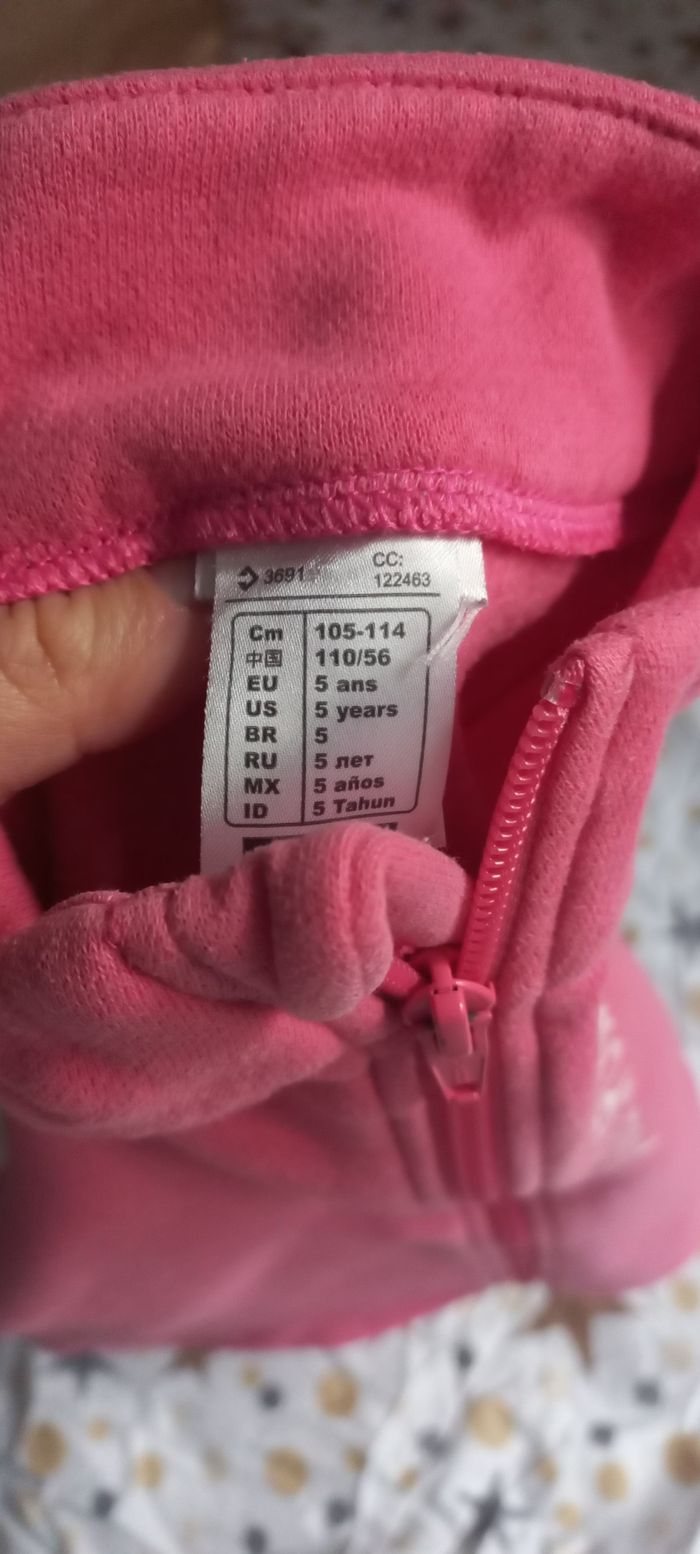 3691
CC:
122463
Cm 105-114
中国 110/56
EU 5 ans
US 5 years
BR 5
RU 5 лет
MX 5 años
ID 5 Tahun